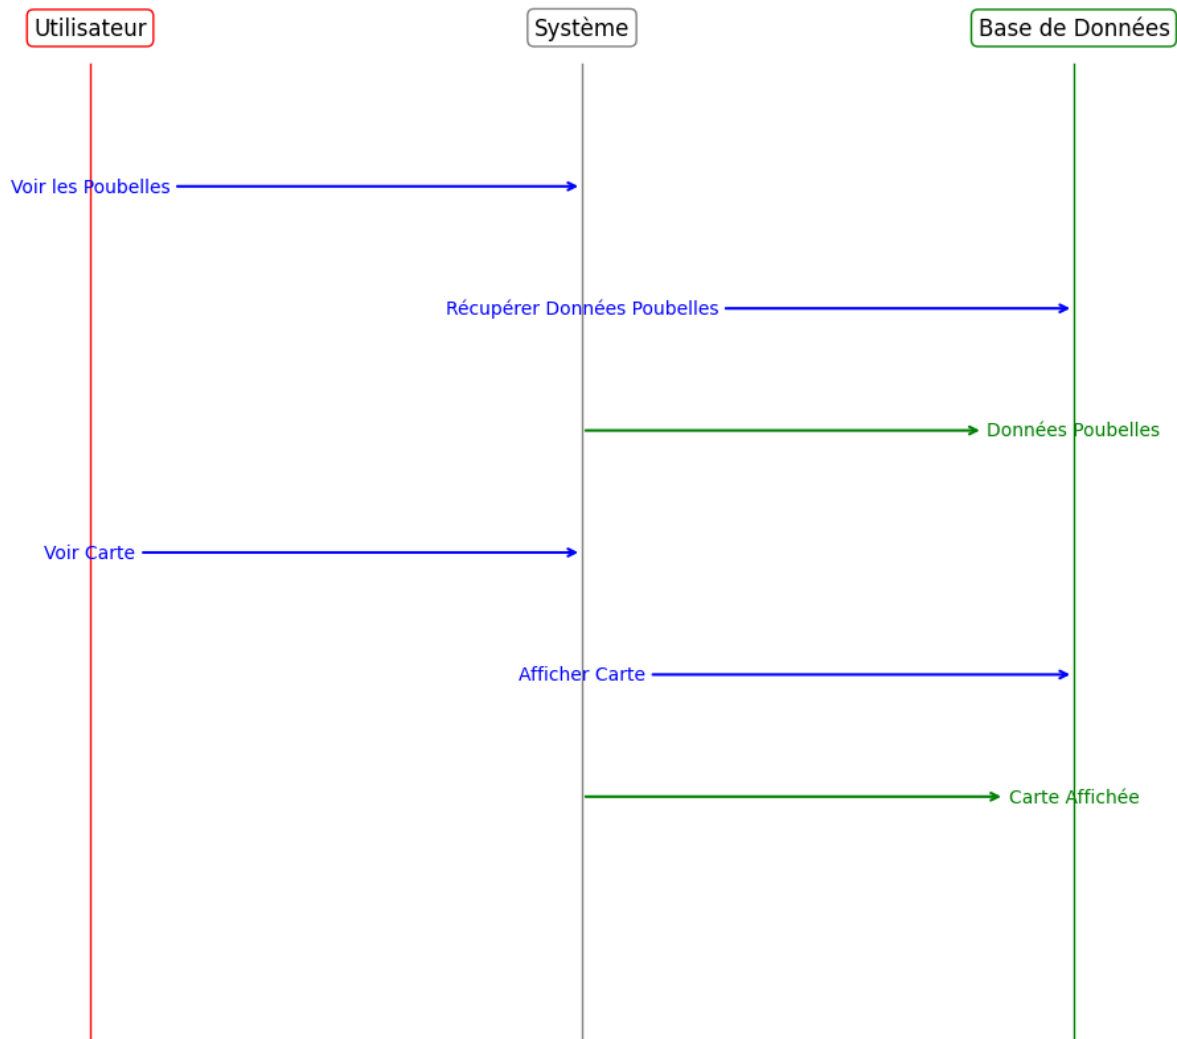 Utilisateur
Système
Base de Données
Voir les Poubelles
Récupérer Données Poubelles
Données Poubelles
Voir Carte
Afficher Carte
Carte Affichée